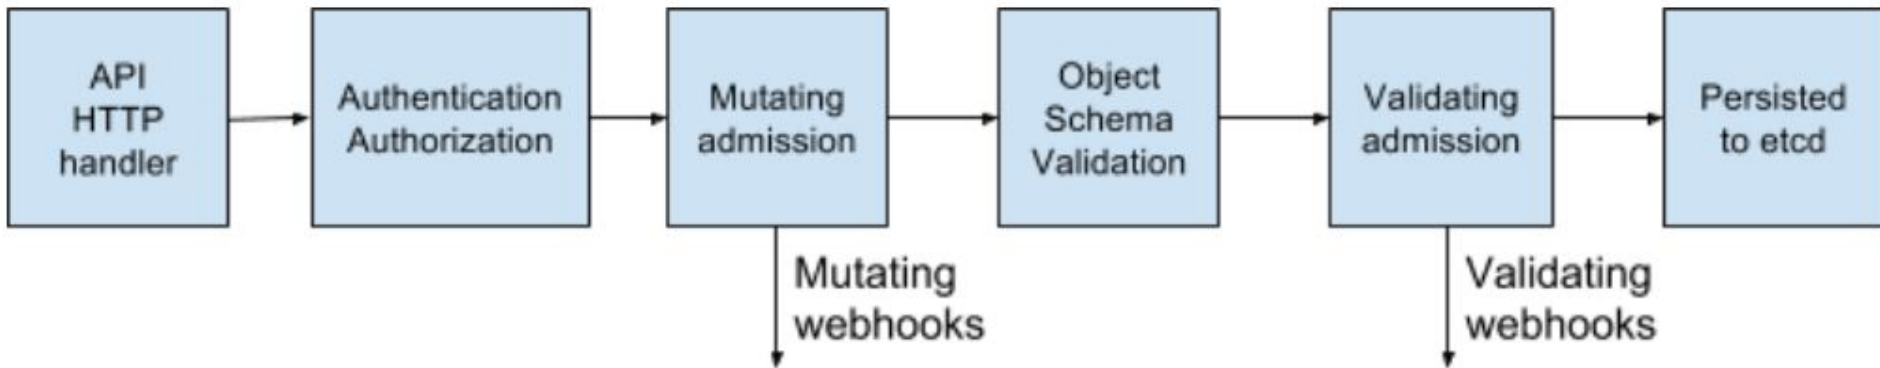 API
HTTP
handler
Authentication
Authorization
Mutating
admission
Object
Schema
Validation
Validating
admission
Persisted
to etcd
Mutating
webhooks
Validating
webhooks